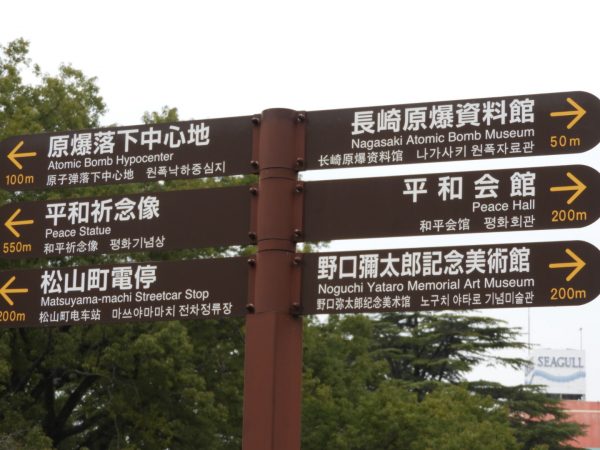 原爆落下中心地
Atomic Bomb Hypocenter
原子弹落下中心地 원폭낙하중심지
100m
平和祈念像
Peace Statue
和平祈念像 평화기념상
550m
松山町電停
Matsuyama-machi Streetcar Stop
松山町电车站 마쓰야마마치 전차정류장
200m
長崎原爆資料館
Nagasaki Atomic Bomb Museum
长崎原爆资料馆 나가사키 원폭자료관
50m
平和会館
Peace Hall
和平会馆 평화회관
200m
野口彌太郎記念美術館
Noguchi Yataro Memorial Art Museum
野口弥太郎纪念美术馆 노구치 야타로 기념미술관
200m
SEAGULL